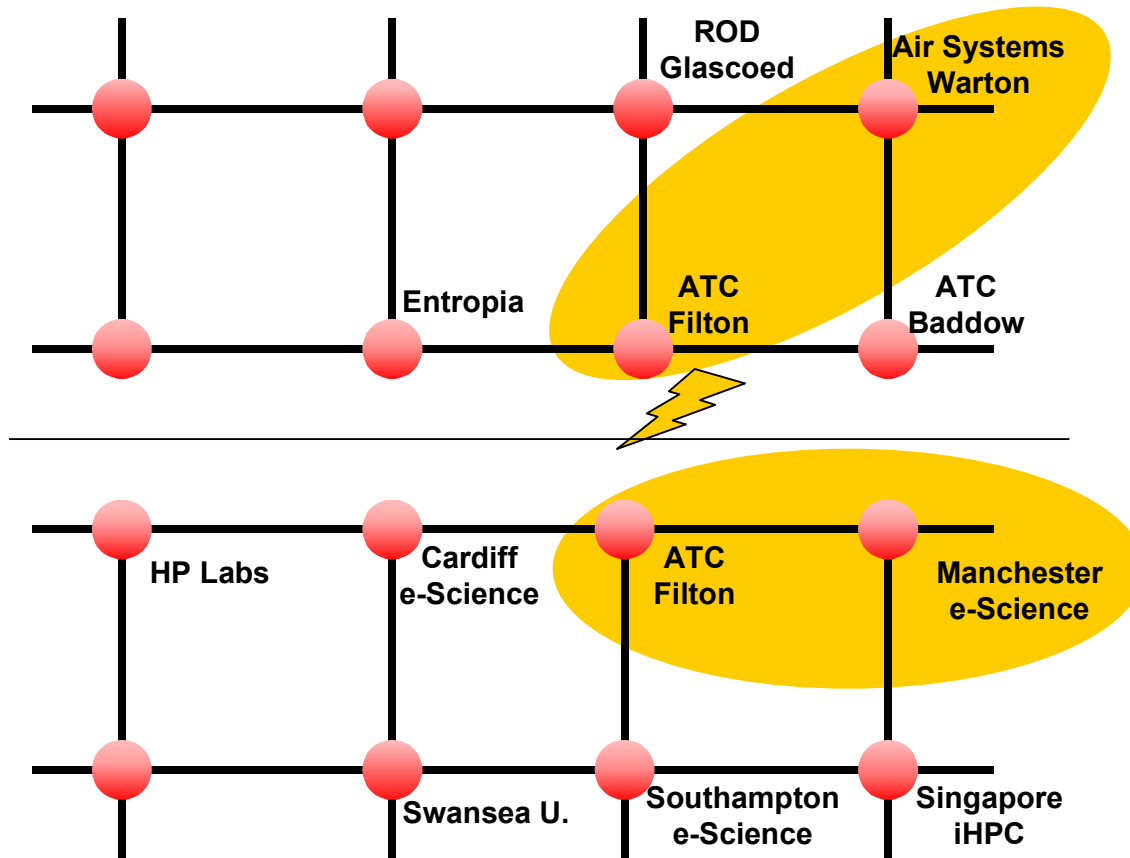 ROD
Glascoed
Air Systems
Warton
Entropia
ATC
Filton
ATC
Baddow
HP Labs
Cardiff
e-Science
ATC
Filton
Manchester
e-Science
Swansea U.
Southampton
e-Science
Singapore
iHPC